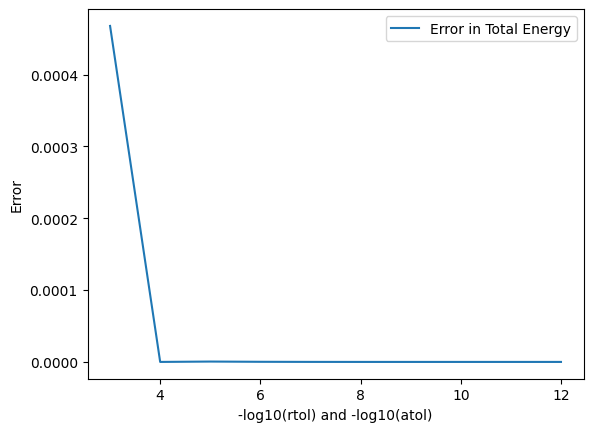 Error in Total Energy
0.0004
0.0003
0.0002
0.0001
0.0000
Error
4 6 8 10 12
-log10(rtol) and -log10(atol)